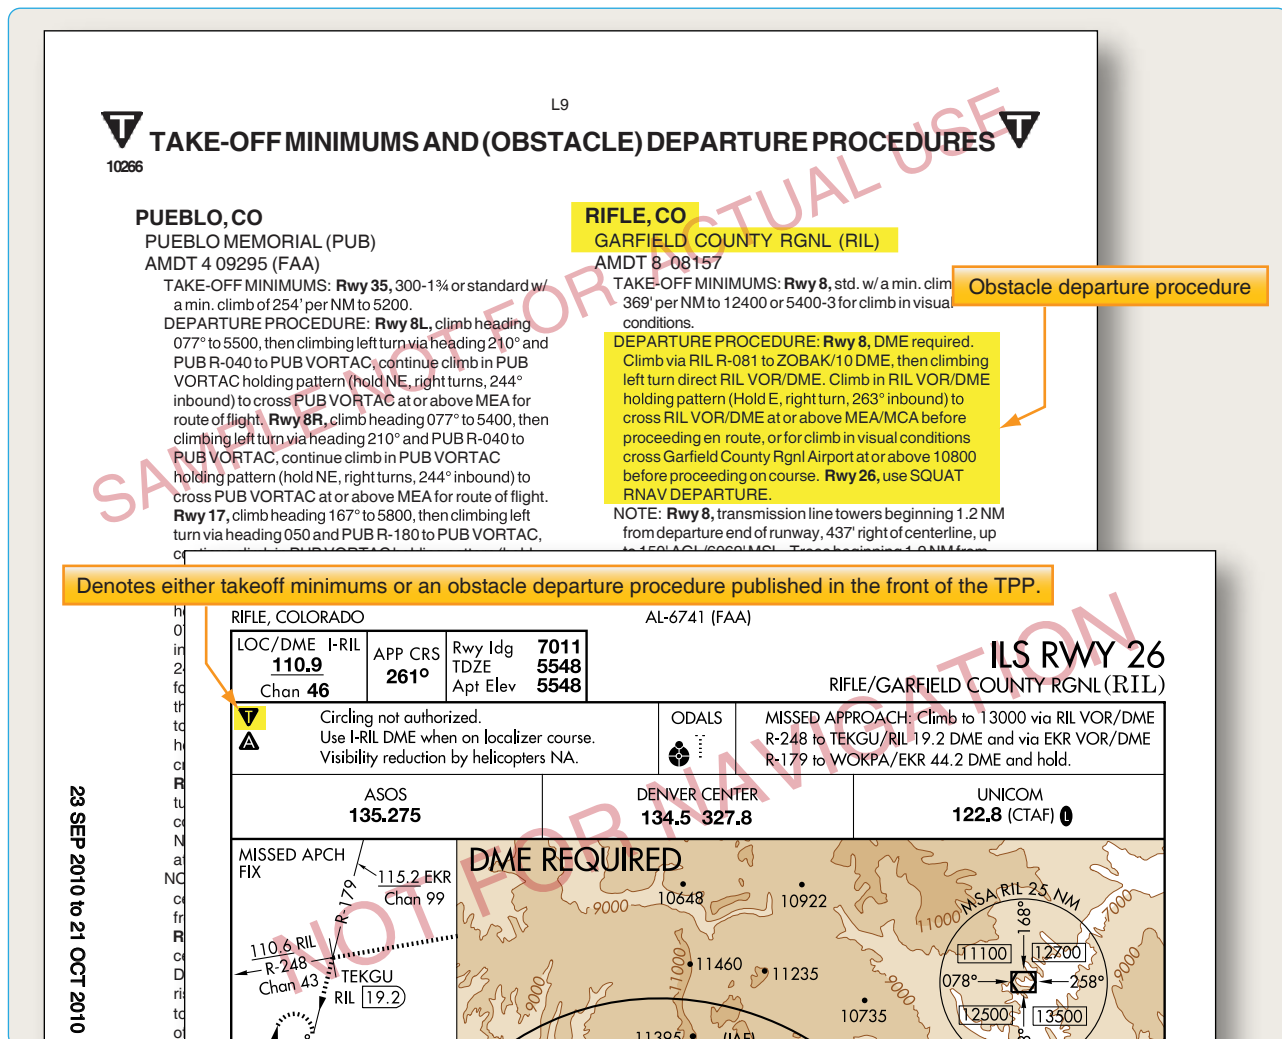 L9
T TAKE-OFF MINIMUMS AND (OBSTACLE) DEPARTURE PROCEDURES T
10266
PUEBLO, CO
PUEBLO MEMORIAL (PUB)
AMDT 4 09295 (FAA)
TAKE-OFF MINIMUMS: Rwy 35, 300-1¾ or standard w/
a min. climb of 254' per NM to 5200.
DEPARTURE PROCEDURE: Rwy 8L, climb heading
077° to 5500, then climbing left turn via heading 210° and
PUB R-040 to PUB VORTAC, continue climb in PUB
VORTAC holding pattern (hold NE, right turns, 244°
inbound) to cross PUB VORTAC at or above MEA for
route of flight. Rwy 8R, climb heading 077° to 5400, then
climbing left turn via heading 210° and PUB R-040 to
PUB VORTAC, continue climb in PUB VORTAC
holding pattern (hold NE, right turns, 244° inbound) to
cross PUB VORTAC at or above MEA for route of flight.
Rwy 17, climb heading 167° to 5800, then climbing left
turn via heading 050 and PUB R-180 to PUB VORTAC,
RIFLE, CO
GARFIELD COUNTY RGNL (RIL)
AMDT 8 08157
TAKE-OFF MINIMUMS: Rwy 8, std. w/ a min. clim
369' per NM to 12400 or 5400-3 for climb in visual
conditions.
DEPARTURE PROCEDURE: Rwy 8, DME required.
Climb via RIL R-081 to ZOBAK/10 DME, then climbing
left turn direct RIL VOR/DME. Climb in RIL VOR/DME
holding pattern (Hold E, right turn, 263° inbound) to
cross RIL VOR/DME at or above MEA/MCA before
proceeding en route, or for climb in visual conditions
cross Garfield County Rgnl Airport at or above 10800
before proceeding on course. Rwy 26, use SQUAT
RNAV DEPARTURE.
NOTE: Rwy 8, transmission line towers beginning 1.2 NM
from departure end of runway, 437' right of centerline, up
Obstacle departure procedure
SAMPLE NOT FOR ACTUAL USE
Denotes either takeoff minimums or an obstacle departure procedure published in the front of the TPP.
RIFLE, COLORADO
AL-6741 (FAA)
LOC/DME I-RIL
110.9
Chan 46
APP CRS
261°
Rwy ldg 7011
TDZE 5548
Apt Elev 5548
ILS RWY 26
RIFLE/GARFIELD COUNTY RGNL (RIL)
T
A
Circling not authorized.
Use I-RIL DME when on localizer course.
Visibility reduction by helicopters NA.
ODALS
MISSED APPROACH: Climb to 13000 via RIL VOR/DME
R-248 to TEKGU/RIL 19.2 DME and via EKR VOR/DME
R-179 to WOKPA/EKR 44.2 DME and hold.
ASOS
135.275
DENVER CENTER
134.5 327.8
UNICOM
122.8 (CTAF) L
MISSED APCH
FIX
115.2 EKR
Chan 99
R-179
110.6 RIL
R-248
Chan 43
TEKGU
RIL 19.2
DME REQUIRED
9000
10648
10922
11000
7000
MSA RIL 25 NM
168°
11100
12700
078°
258°
12500
13500
9000
11000
11460
11235
10735
11395
(IAF)
NOT FOR NAVIGATION
23 SEP 2010 to 21 OCT 2010